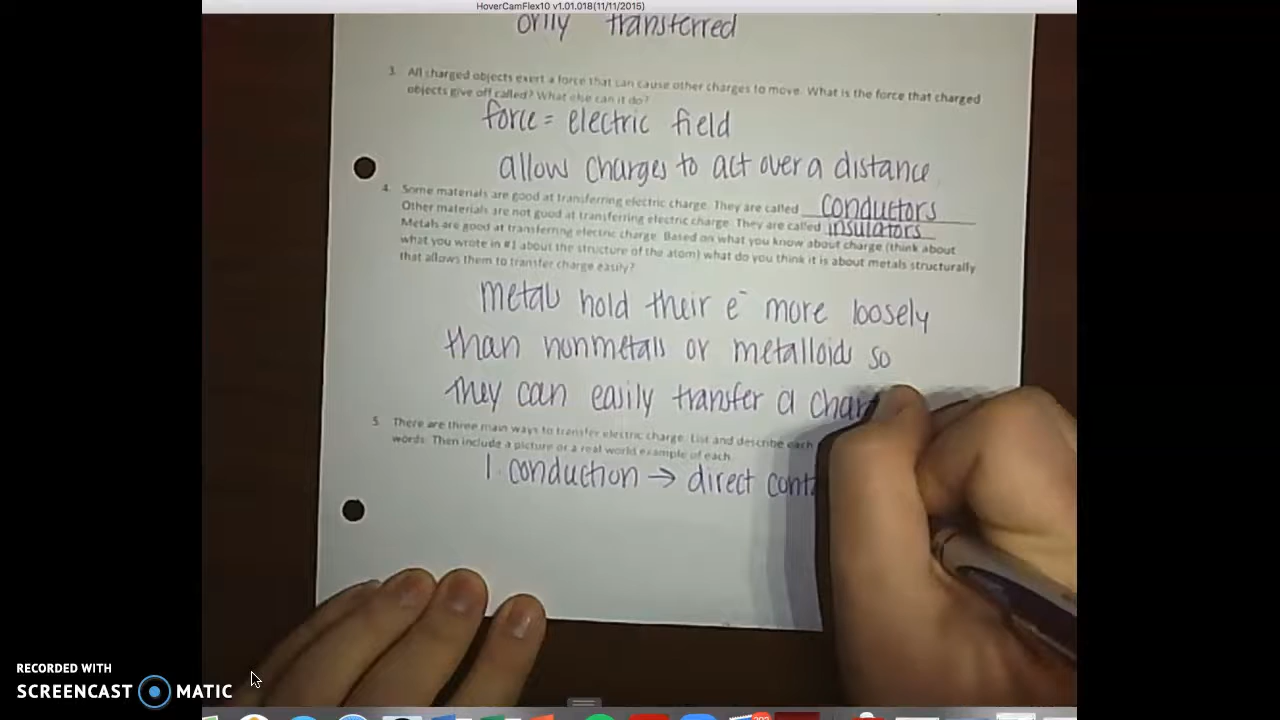 HoverCamFlex10 v1.01.018(11/11/2015)
only transferred
3. All charged objects exert a force that can cause other charges to move. What is the force that charged
objects give off called? What else can it do?
force = electric field
allow charges to act over a distance
4. Some materials are good at transferring electric charge. They are called conductors
Other materials are not good at transferring electric charge. They are called insulators
Metals are good at transferring electric charge. Based on what you know about charge (think about
what you wrote in #1 about the structure of the atom) what do you think it is about metals structurally
that allows them to transfer charge easily?
metals hold their e⁻ more loosely
than nonmetals or metalloids so
they can easily transfer a char
5. There are three main ways to transfer electric charge. List and describe each
words. Then include a picture or a real world example of each.
1. conduction → direct cont
RECORDED WITH
SCREENCAST MATIC